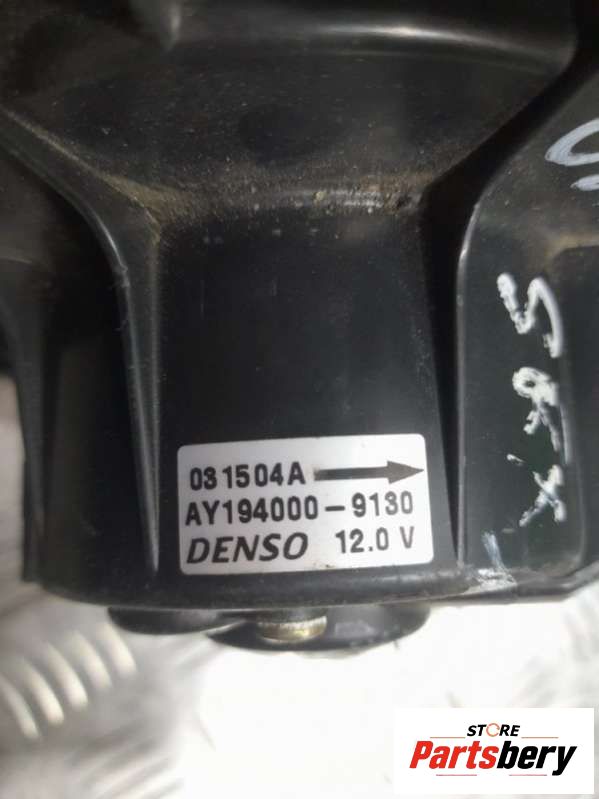 031504A
AY194000-9130
DENSO 12.0 V
STORE
Partsbery